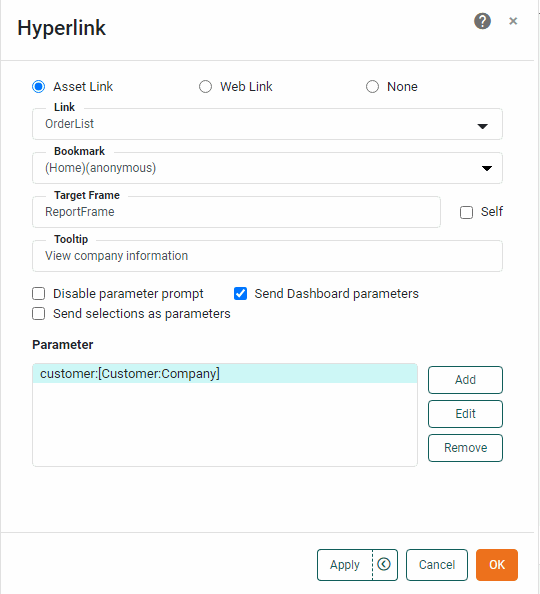 Hyperlink
Asset Link Web Link None
Link
OrderList
Bookmark
(Home)(anonymous)
Target Frame
ReportFrame
Self
Tooltip
View company information
Disable parameter prompt Send Dashboard parameters
Send selections as parameters
Parameter
customer:[Customer:Company]
Add
Edit
Remove
Apply Cancel OK